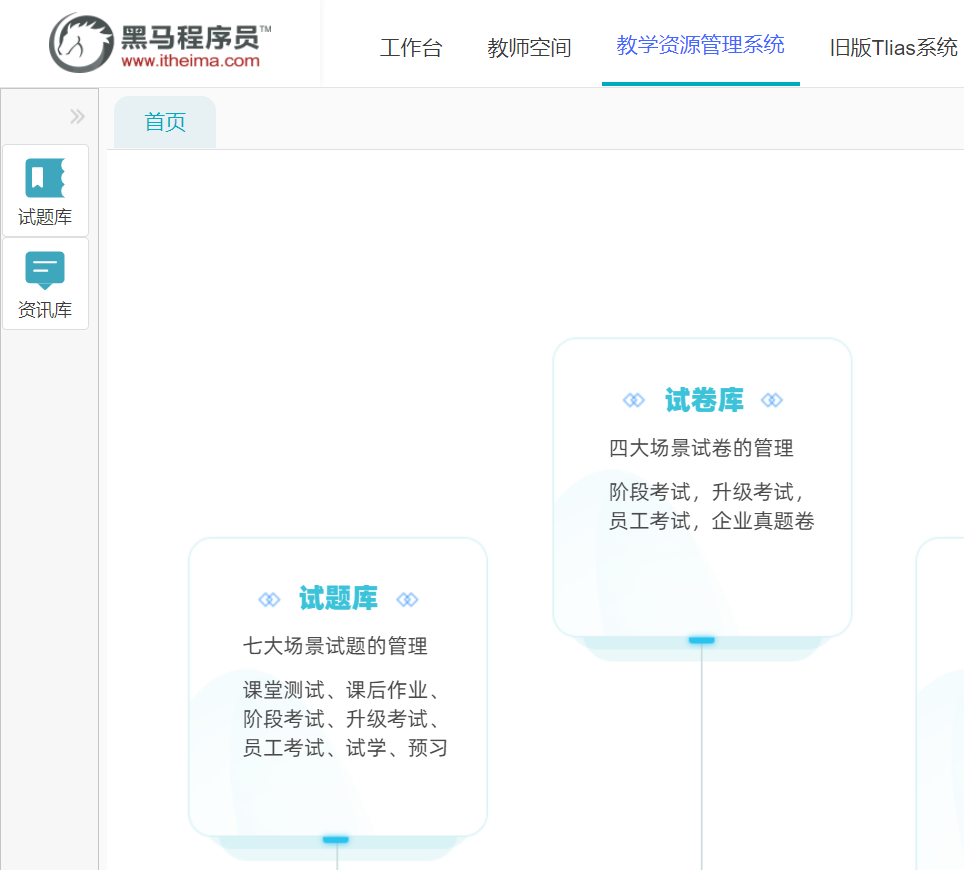 黑马程序员™
www.itheima.com
工作台 教师空间 教学资源管理系统 旧版Tlias系统
首页
试题库
资讯库
试卷库
四大场景试卷的管理
阶段考试，升级考试，
员工考试，企业真题卷
试题库
七大场景试题的管理
课堂测试、课后作业、
阶段考试、升级考试、
员工考试、试学、预习